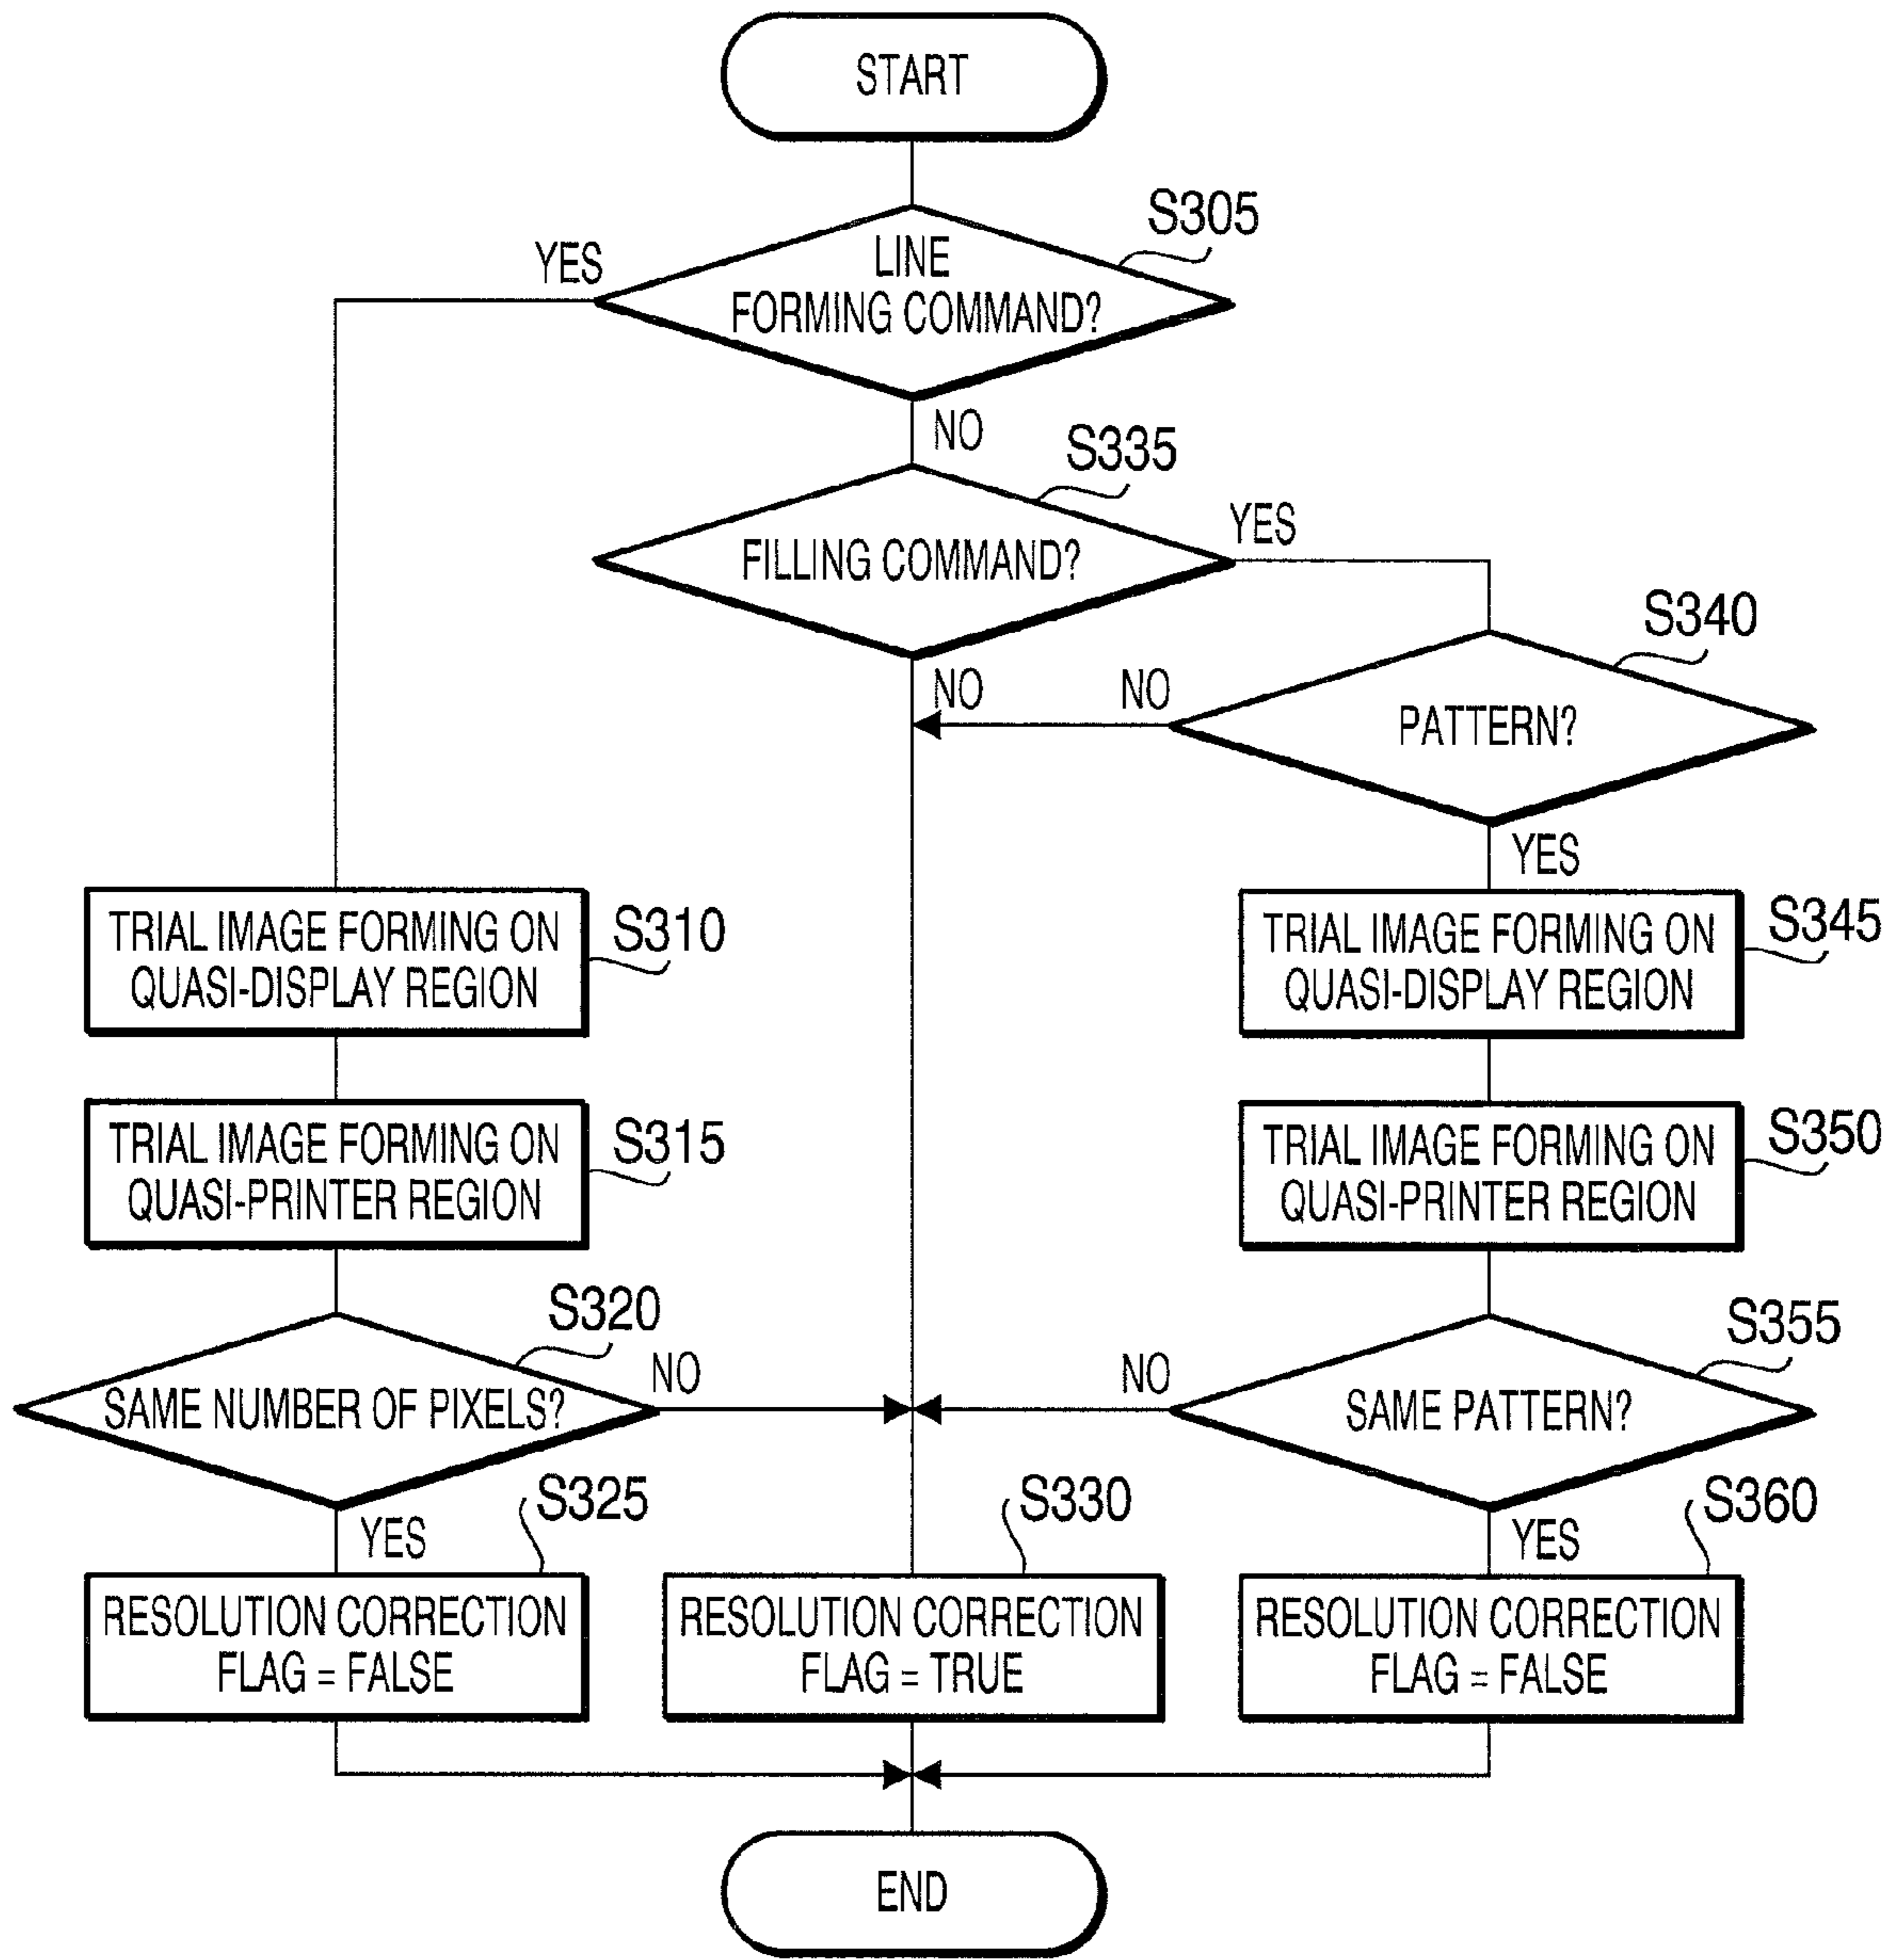 START
S305
YES
LINE
FORMING COMMAND?
NO
S335
YES
FILLING COMMAND?
S340
NO
NO
PATTERN?
YES
TRIAL IMAGE FORMING ON
QUASI-DISPLAY REGION
S310
TRIAL IMAGE FORMING ON
QUASI-DISPLAY REGION
S345
TRIAL IMAGE FORMING ON
QUASI-PRINTER REGION
S315
TRIAL IMAGE FORMING ON
QUASI-PRINTER REGION
S350
S320
NO
SAME NUMBER OF PIXELS?
S355
NO
SAME PATTERN?
YES
S325
S330
YES
S360
RESOLUTION CORRECTION
FLAG = FALSE
RESOLUTION CORRECTION
FLAG = TRUE
RESOLUTION CORRECTION
FLAG = FALSE
END